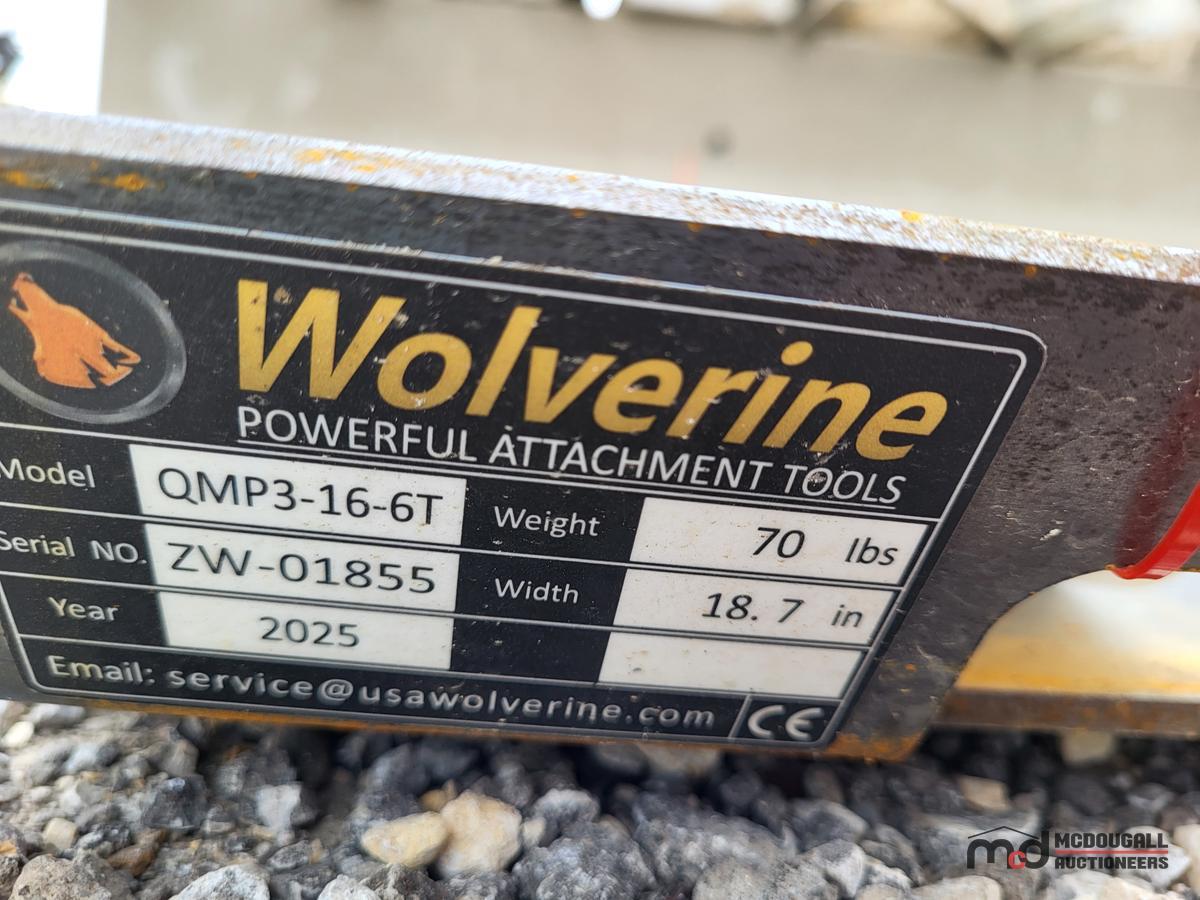 Wolverine
POWERFUL ATTACHMENT TOOLS
Model QMP3-16-6T Weight 70 lbs
Serial NO. ZW-01855 Width 18. 7 in
Year 2025
Email: service@usawolverine.com CE
mcd MCDOUGALL
AUCTIONEERS